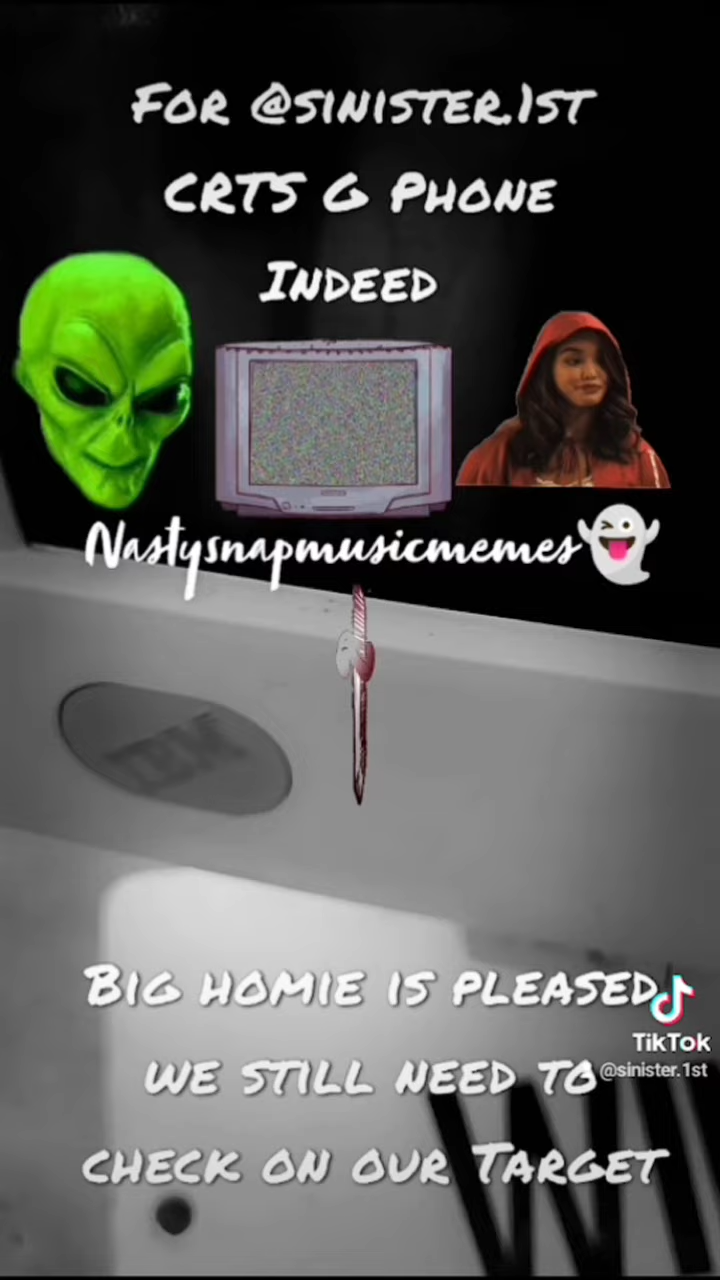 For @sinister.1st
CRTS G Phone
Indeed
Nastysnapmusicmemes
IBM
Big homie is pleased
we still need to
check on our Target
TikTok
@sinister.1st